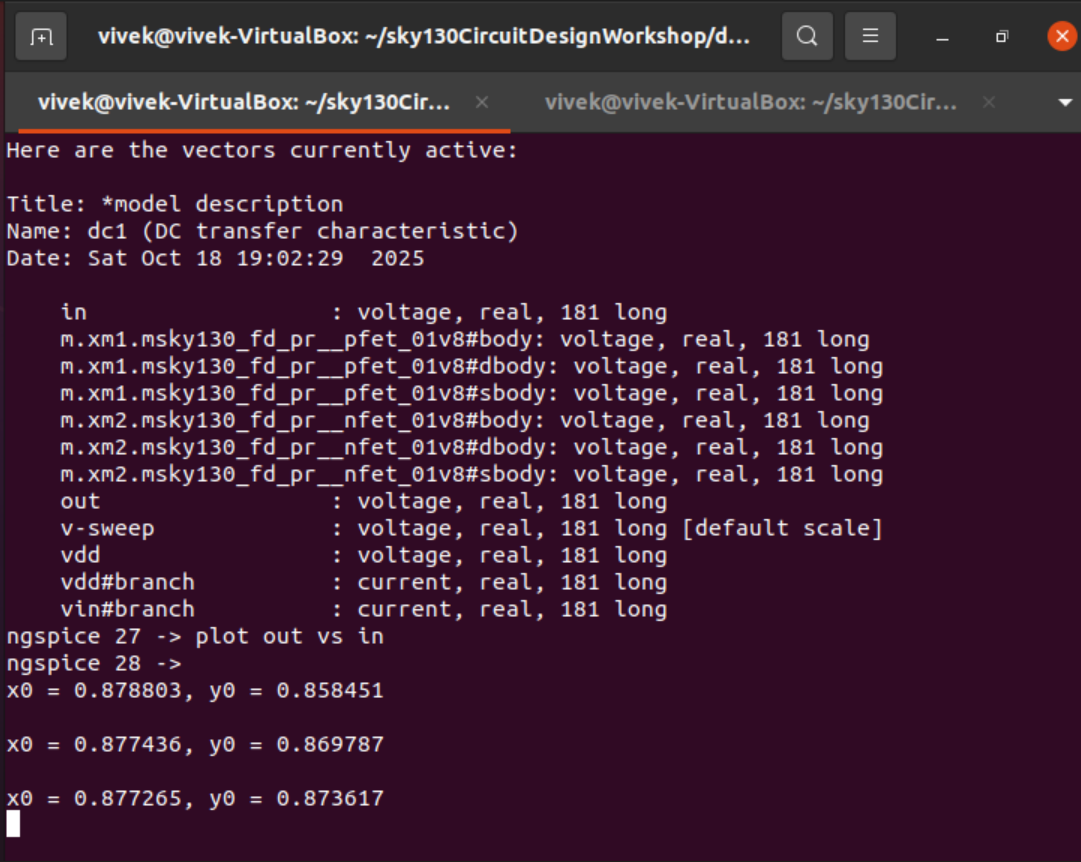 vivek@vivek-VirtualBox: ~/sky130CircuitDesignWorkshop/d...
vivek@vivek-VirtualBox: ~/sky130Cir... × vivek@vivek-VirtualBox: ~/sky130Cir... ×
Here are the vectors currently active:

Title: *model description
Name: dc1 (DC transfer characteristic)
Date: Sat Oct 18 19:02:29  2025

    in                  : voltage, real, 181 long
    m.xm1.msky130_fd_pr__pfet_01v8#body: voltage, real, 181 long
    m.xm1.msky130_fd_pr__pfet_01v8#dbody: voltage, real, 181 long
    m.xm1.msky130_fd_pr__pfet_01v8#sbody: voltage, real, 181 long
    m.xm2.msky130_fd_pr__nfet_01v8#body: voltage, real, 181 long
    m.xm2.msky130_fd_pr__nfet_01v8#dbody: voltage, real, 181 long
    m.xm2.msky130_fd_pr__nfet_01v8#sbody: voltage, real, 181 long
    out                 : voltage, real, 181 long
    v-sweep             : voltage, real, 181 long [default scale]
    vdd                 : voltage, real, 181 long
    vdd#branch          : current, real, 181 long
    vin#branch          : current, real, 181 long
ngspice 27 -> plot out vs in
ngspice 28 ->
x0 = 0.878803, y0 = 0.858451

x0 = 0.877436, y0 = 0.869787

x0 = 0.877265, y0 = 0.873617